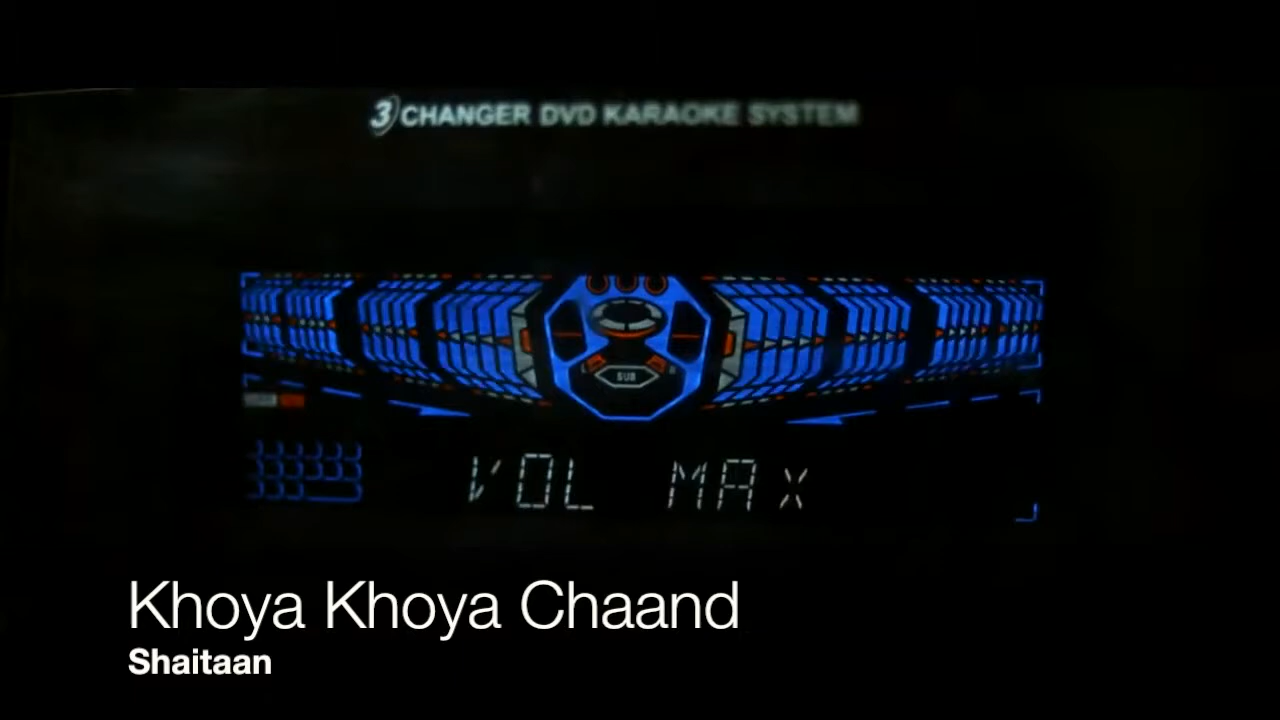 3 CHANGER DVD KARAOKE SYSTEM
SUB
VOL MAX
Khoya Khoya Chaand
Shaitaan